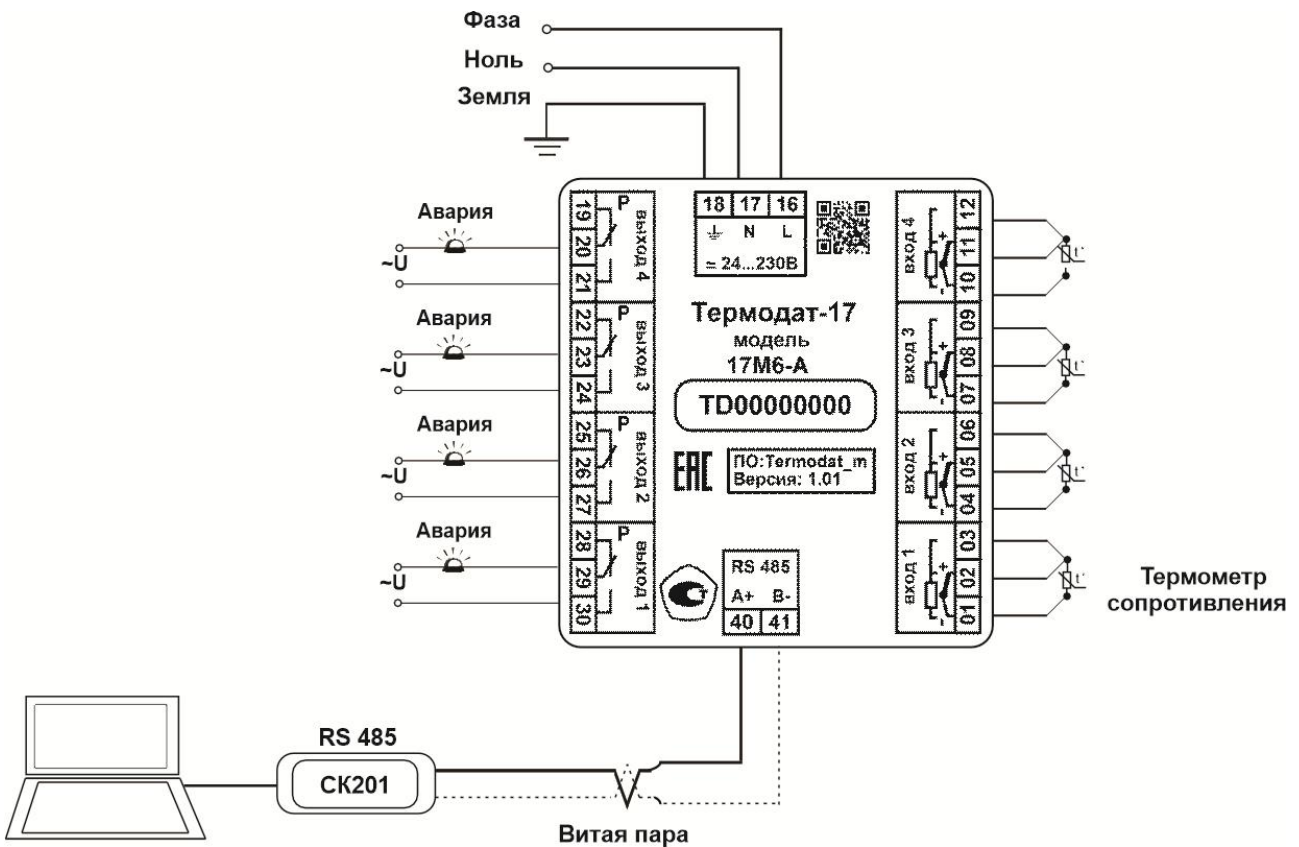 Фаза
Ноль
Земля
Авария
~U
Авария
~U
Авария
~U
Авария
~U
19 20 21
P
выход 4
22 23 24
P
выход 3
25 26 27
P
выход 2
28 29 30
P
выход 1
18 17 16
N L
= 24...230В
Термодат-17
модель
17М6-А
TD00000000
ЕАС
ПО:Termodat_m
Версия: 1.01
RS 485
A+ B-
40 41
12
11
10
вход 4
+
-
t°
09
08
07
вход 3
+
-
t°
06
05
04
вход 2
+
-
t°
03
02
01
вход 1
+
-
t°
Термометр
сопротивления
RS 485
СК201
Витая пара